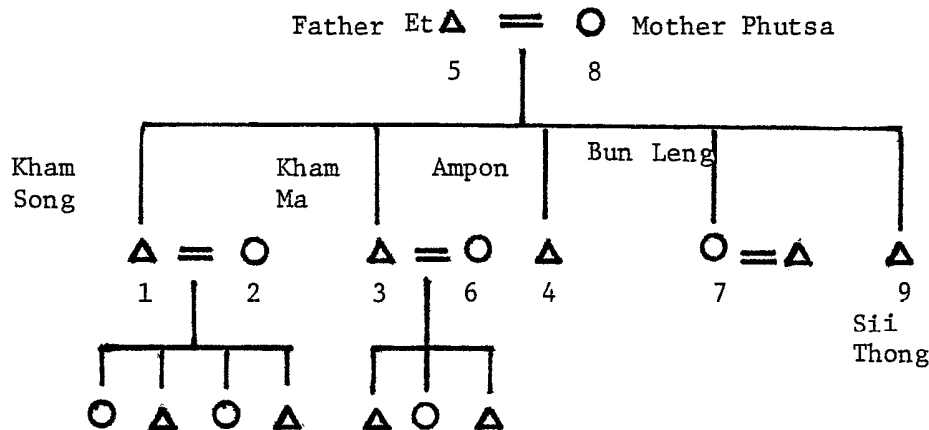 Father Et Mother Phutsa
5 8
Kham Song
Kham Ma
Ampon
Bun Leng
1 2 3 6 4 7 9
Sii Thong